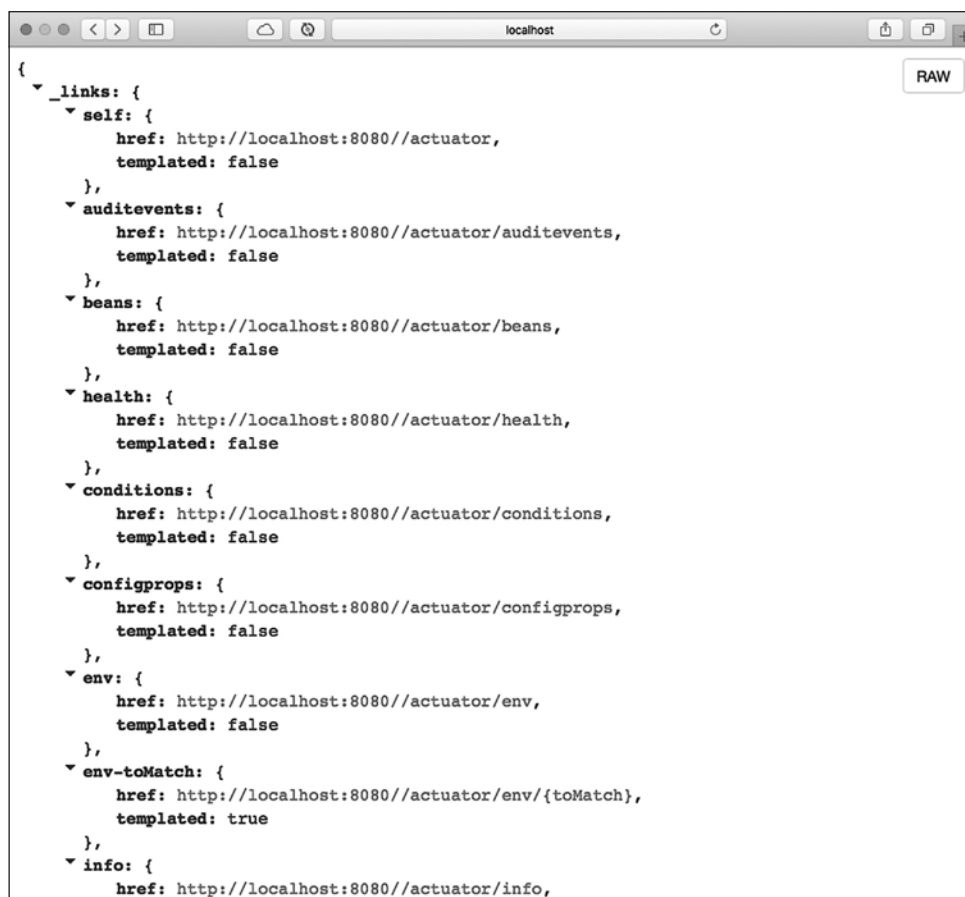 localhost
RAW
{
_links: {
self: {
href: http://localhost:8080//actuator,
templated: false
},
auditevents: {
href: http://localhost:8080//actuator/auditevents,
templated: false
},
beans: {
href: http://localhost:8080//actuator/beans,
templated: false
},
health: {
href: http://localhost:8080//actuator/health,
templated: false
},
conditions: {
href: http://localhost:8080//actuator/conditions,
templated: false
},
configprops: {
href: http://localhost:8080//actuator/configprops,
templated: false
},
env: {
href: http://localhost:8080//actuator/env,
templated: false
},
env-toMatch: {
href: http://localhost:8080//actuator/env/{toMatch},
templated: true
},
info: {
href: http://localhost:8080//actuator/info,